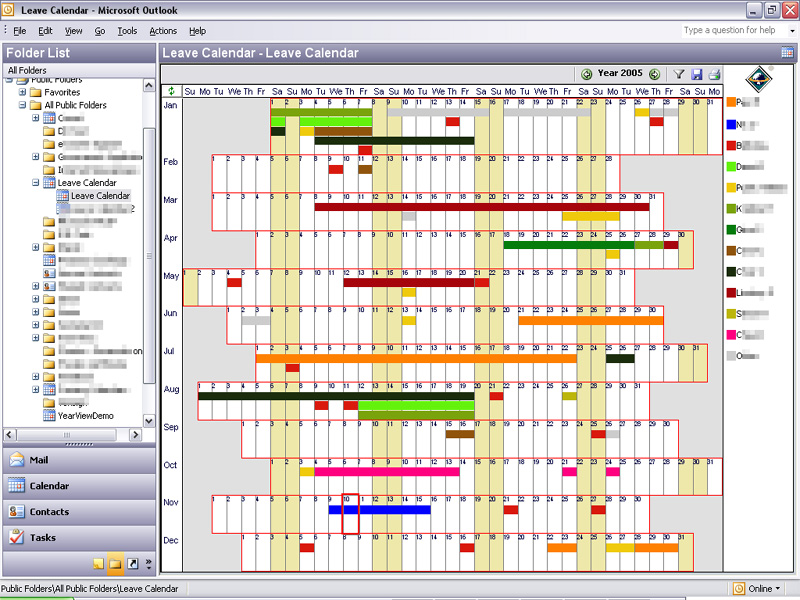 Leave Calendar - Microsoft Outlook
File Edit View Go Tools Actions Help
Type a question for help
Folder List
Leave Calendar - Leave Calendar
All Folders
Public Folders
Favorites
All Public Folders
Leave Calendar
Leave Calendar
YearViewDemo
Mail
Calendar
Contacts
Tasks
Year 2005
Su Mo Tu We Th Fr Sa Su Mo Tu We Th Fr Sa Su Mo Tu We Th Fr Sa Su Mo Tu We Th Fr Sa Su Mo Tu We Th Fr Sa Su Mo
Jan 1 2 3 4 5 6 7 8 9 10 11 12 13 14 15 16 17 18 19 20 21 22 23 24 25 26 27 28 29 30 31
Feb 1 2 3 4 5 6 7 8 9 10 11 12 13 14 15 16 17 18 19 20 21 22 23 24 25 26 27 28
Mar 1 2 3 4 5 6 7 8 9 10 11 12 13 14 15 16 17 18 19 20 21 22 23 24 25 26 27 28 29 30 31
Apr 1 2 3 4 5 6 7 8 9 10 11 12 13 14 15 16 17 18 19 20 21 22 23 24 25 26 27 28 29 30
May 1 2 3 4 5 6 7 8 9 10 11 12 13 14 15 16 17 18 19 20 21 22 23 24 25 26 27 28 29 30 31
Jun 1 2 3 4 5 6 7 8 9 10 11 12 13 14 15 16 17 18 19 20 21 22 23 24 25 26 27 28 29 30
Jul 1 2 3 4 5 6 7 8 9 10 11 12 13 14 15 16 17 18 19 20 21 22 23 24 25 26 27 28 29 30 31
Aug 1 2 3 4 5 6 7 8 9 10 11 12 13 14 15 16 17 18 19 20 21 22 23 24 25 26 27 28 29 30 31
Sep 1 2 3 4 5 6 7 8 9 10 11 12 13 14 15 16 17 18 19 20 21 22 23 24 25 26 27 28 29 30
Oct 1 2 3 4 5 6 7 8 9 10 11 12 13 14 15 16 17 18 19 20 21 22 23 24 25 26 27 28 29 30 31
Nov 1 2 3 4 5 6 7 8 9 10 1 12 13 14 15 16 17 18 19 20 21 22 23 24 25 26 27 28 29 30
Dec 1 2 3 4 5 6 7 8 9 10 11 12 13 14 15 16 17 18 19 20 21 22 23 24 25 26 27 28 29 30 31
Public Folders\All Public Folders\Leave Calendar
Online